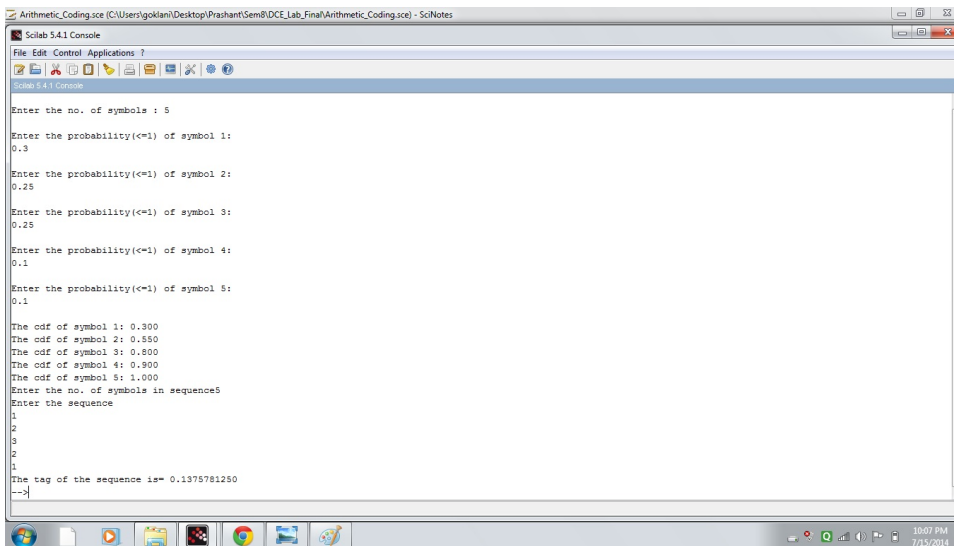 Arithmetic_Coding.sce (C:\Users\goklani\Desktop\Prashant\Sem8\DCE_Lab_Final\Arithmetic_Coding.sce) - SciNotes
Scilab 5.4.1 Console
File Edit Control Applications ?
Scilab 5.4.1 Console
Enter the no. of symbols : 5
Enter the probability(<=1) of symbol 1:
0.3
Enter the probability(<=1) of symbol 2:
0.25
Enter the probability(<=1) of symbol 3:
0.25
Enter the probability(<=1) of symbol 4:
0.1
Enter the probability(<=1) of symbol 5:
0.1
The cdf of symbol 1: 0.300
The cdf of symbol 2: 0.550
The cdf of symbol 3: 0.800
The cdf of symbol 4: 0.900
The cdf of symbol 5: 1.000
Enter the no. of symbols in sequence5
Enter the sequence
1
2
3
2
1
The tag of the sequence is= 0.1375781250
-->
10:07 PM
7/15/2014